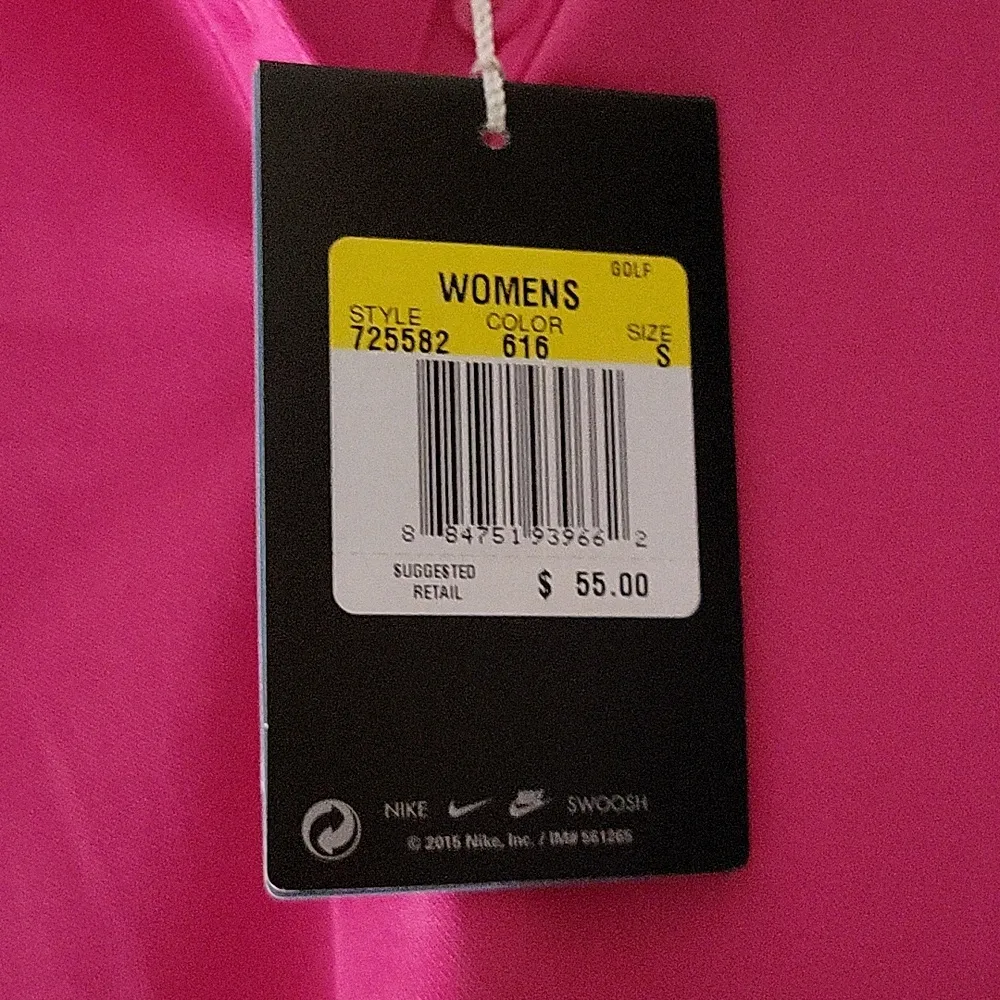 GOLF
WOMENS
STYLE COLOR SIZE
725582 616 S
8 84751 93966 2
SUGGESTED
RETAIL $ 55.00
NIKE SWOOSH
© 2015 Nike, Inc. / IM# 561265